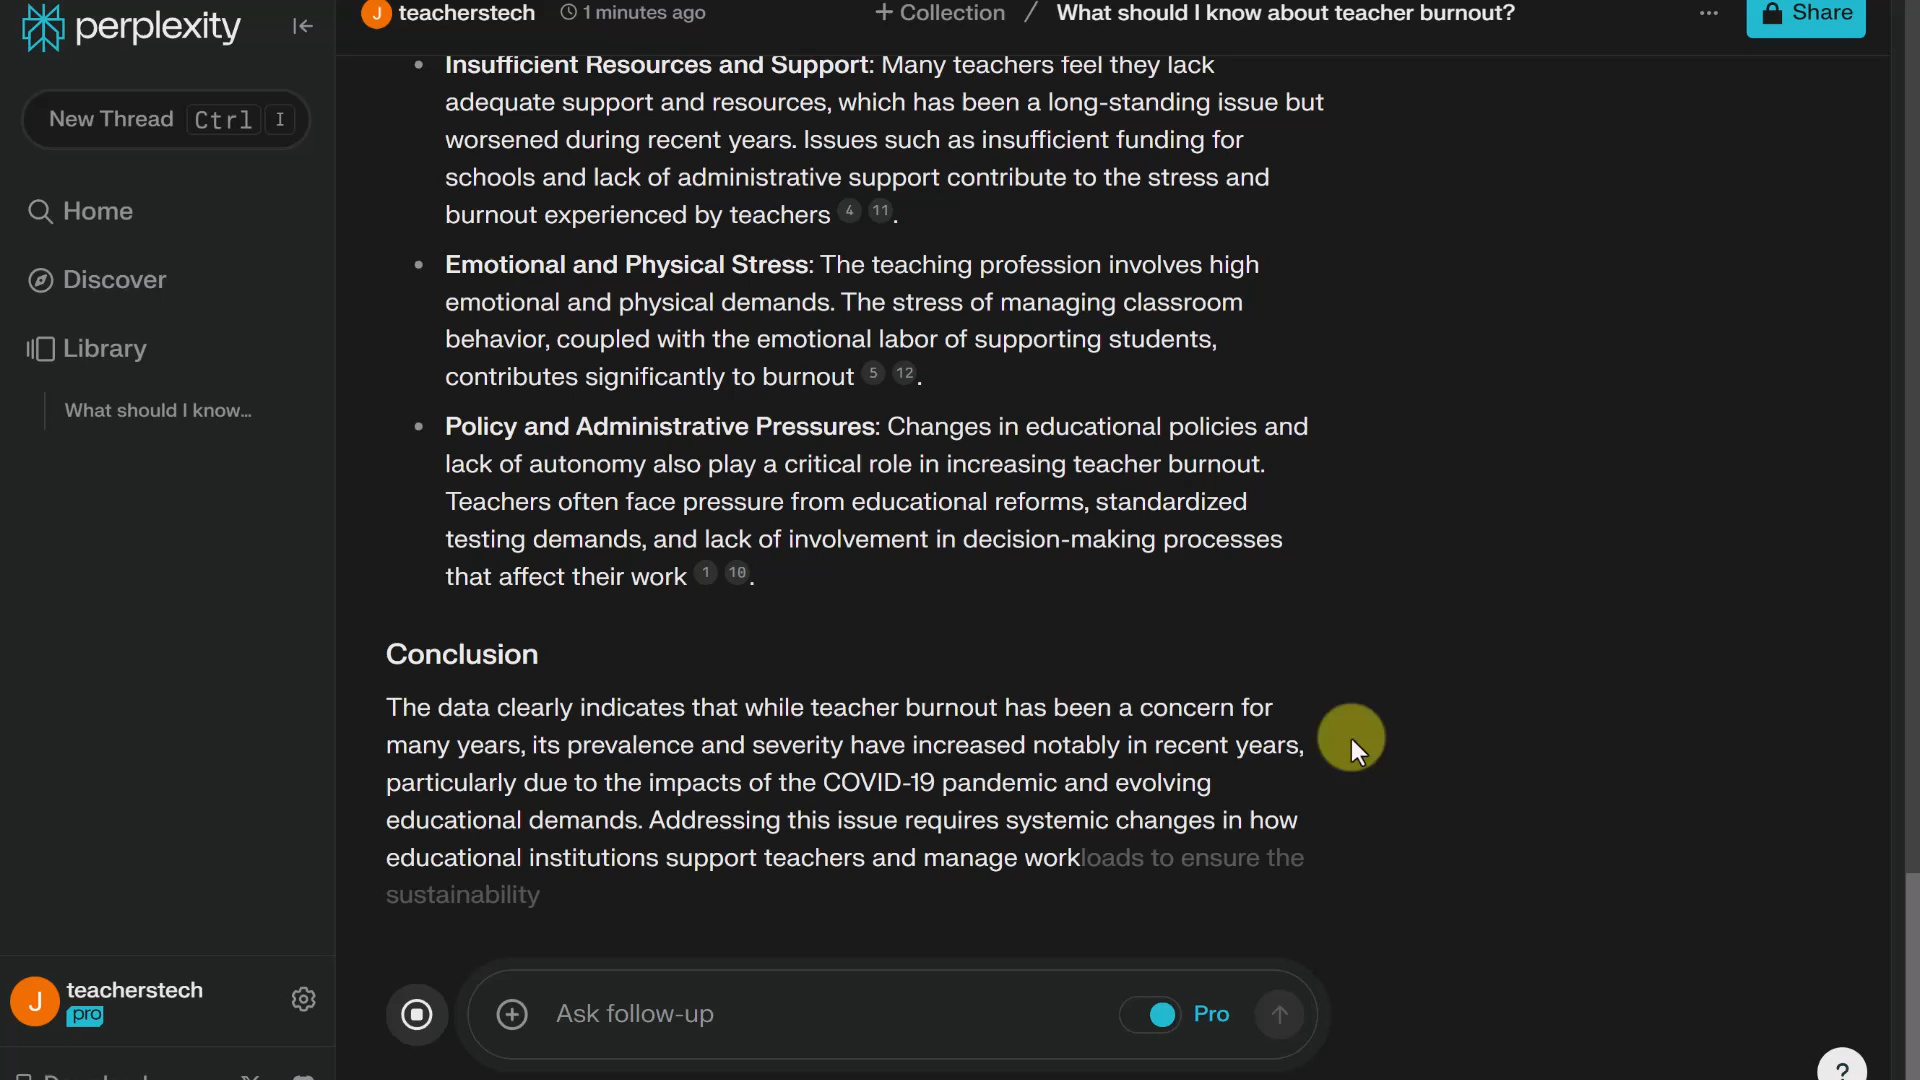 perplexity
New Thread Ctrl I
Home
Discover
Library
What should I know...
teacherstech
pro
J
J teacherstech 1 minutes ago + Collection / What should I know about teacher burnout? ... Share
• Insufficient Resources and Support: Many teachers feel they lack
adequate support and resources, which has been a long-standing issue but
worsened during recent years. Issues such as insufficient funding for
schools and lack of administrative support contribute to the stress and
burnout experienced by teachers 4 11.
• Emotional and Physical Stress: The teaching profession involves high
emotional and physical demands. The stress of managing classroom
behavior, coupled with the emotional labor of supporting students,
contributes significantly to burnout 5 12.
• Policy and Administrative Pressures: Changes in educational policies and
lack of autonomy also play a critical role in increasing teacher burnout.
Teachers often face pressure from educational reforms, standardized
testing demands, and lack of involvement in decision-making processes
that affect their work 1 10.
Conclusion
The data clearly indicates that while teacher burnout has been a concern for
many years, its prevalence and severity have increased notably in recent years,
particularly due to the impacts of the COVID-19 pandemic and evolving
educational demands. Addressing this issue requires systemic changes in how
educational institutions support teachers and manage workloads to ensure the
sustainability
Ask follow-up Pro
?